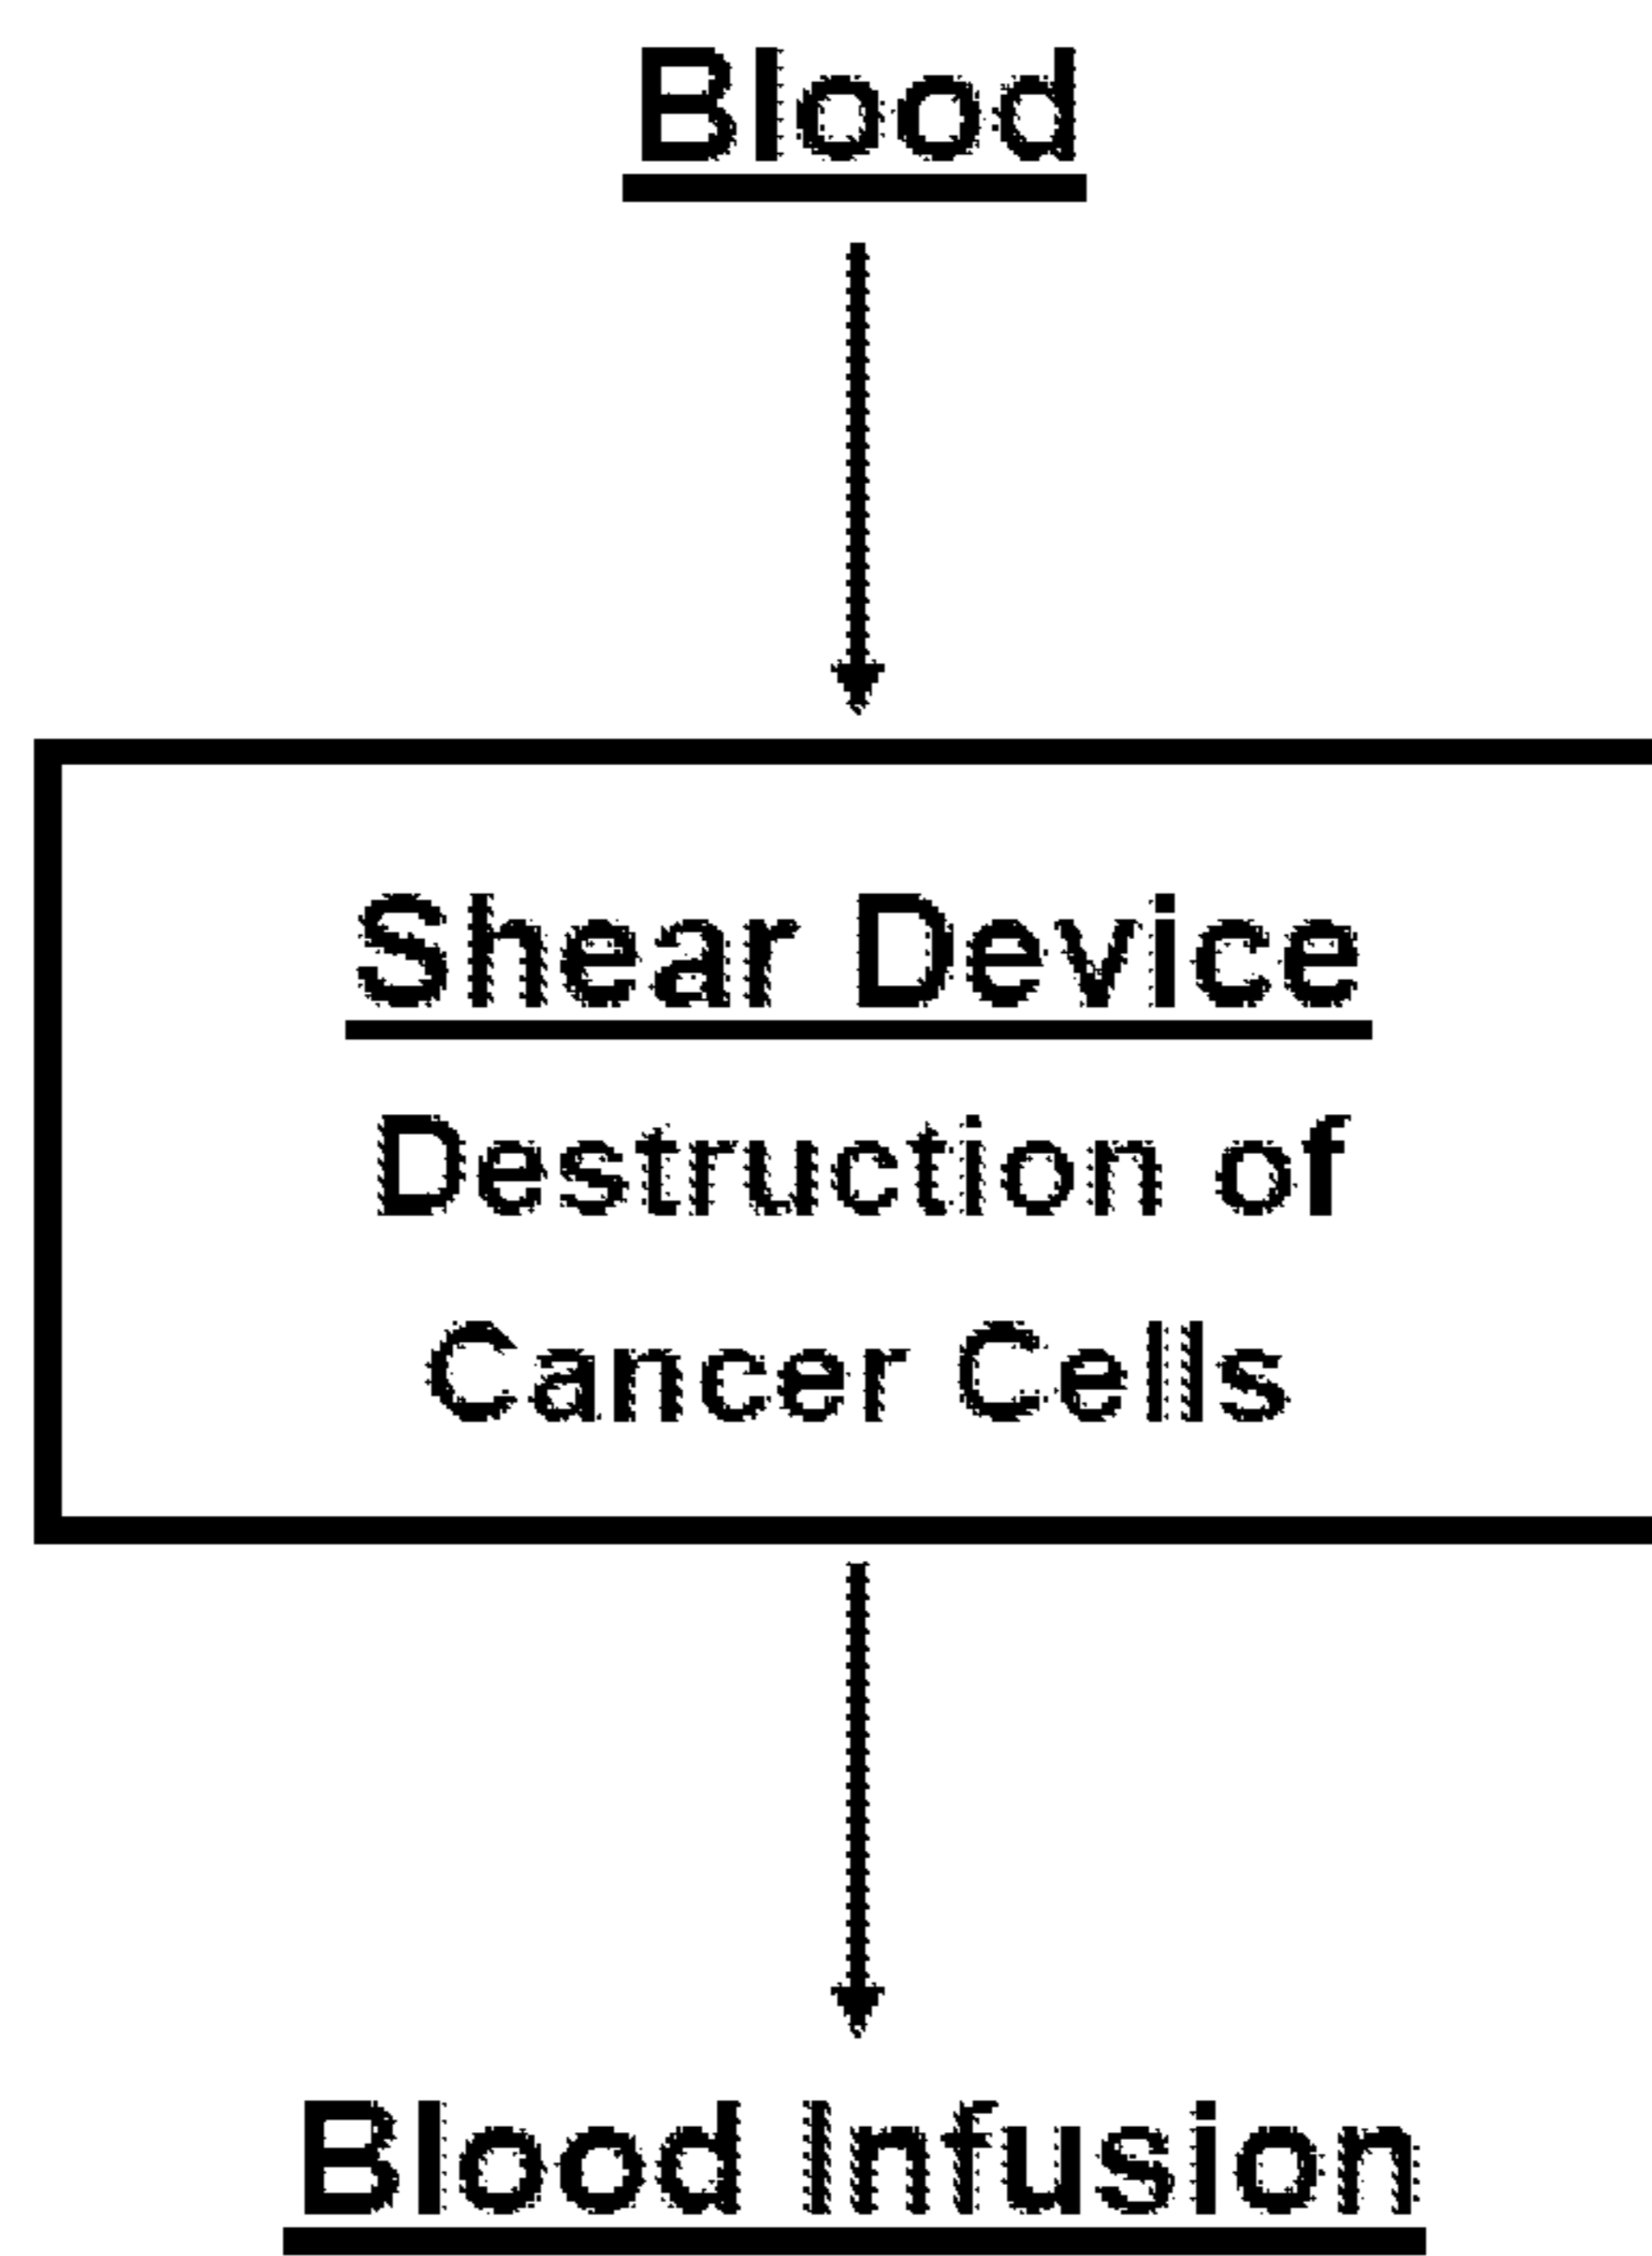 Blood
Shear Device
Destruction of
Cancer Cells
Blood Infusion